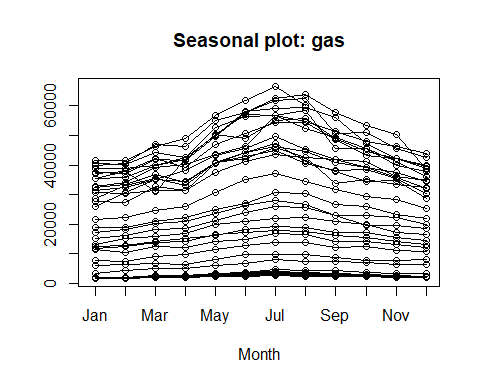 Seasonal plot: gas
60000
40000
20000
0
Jan Mar May Jul Sep Nov
Month